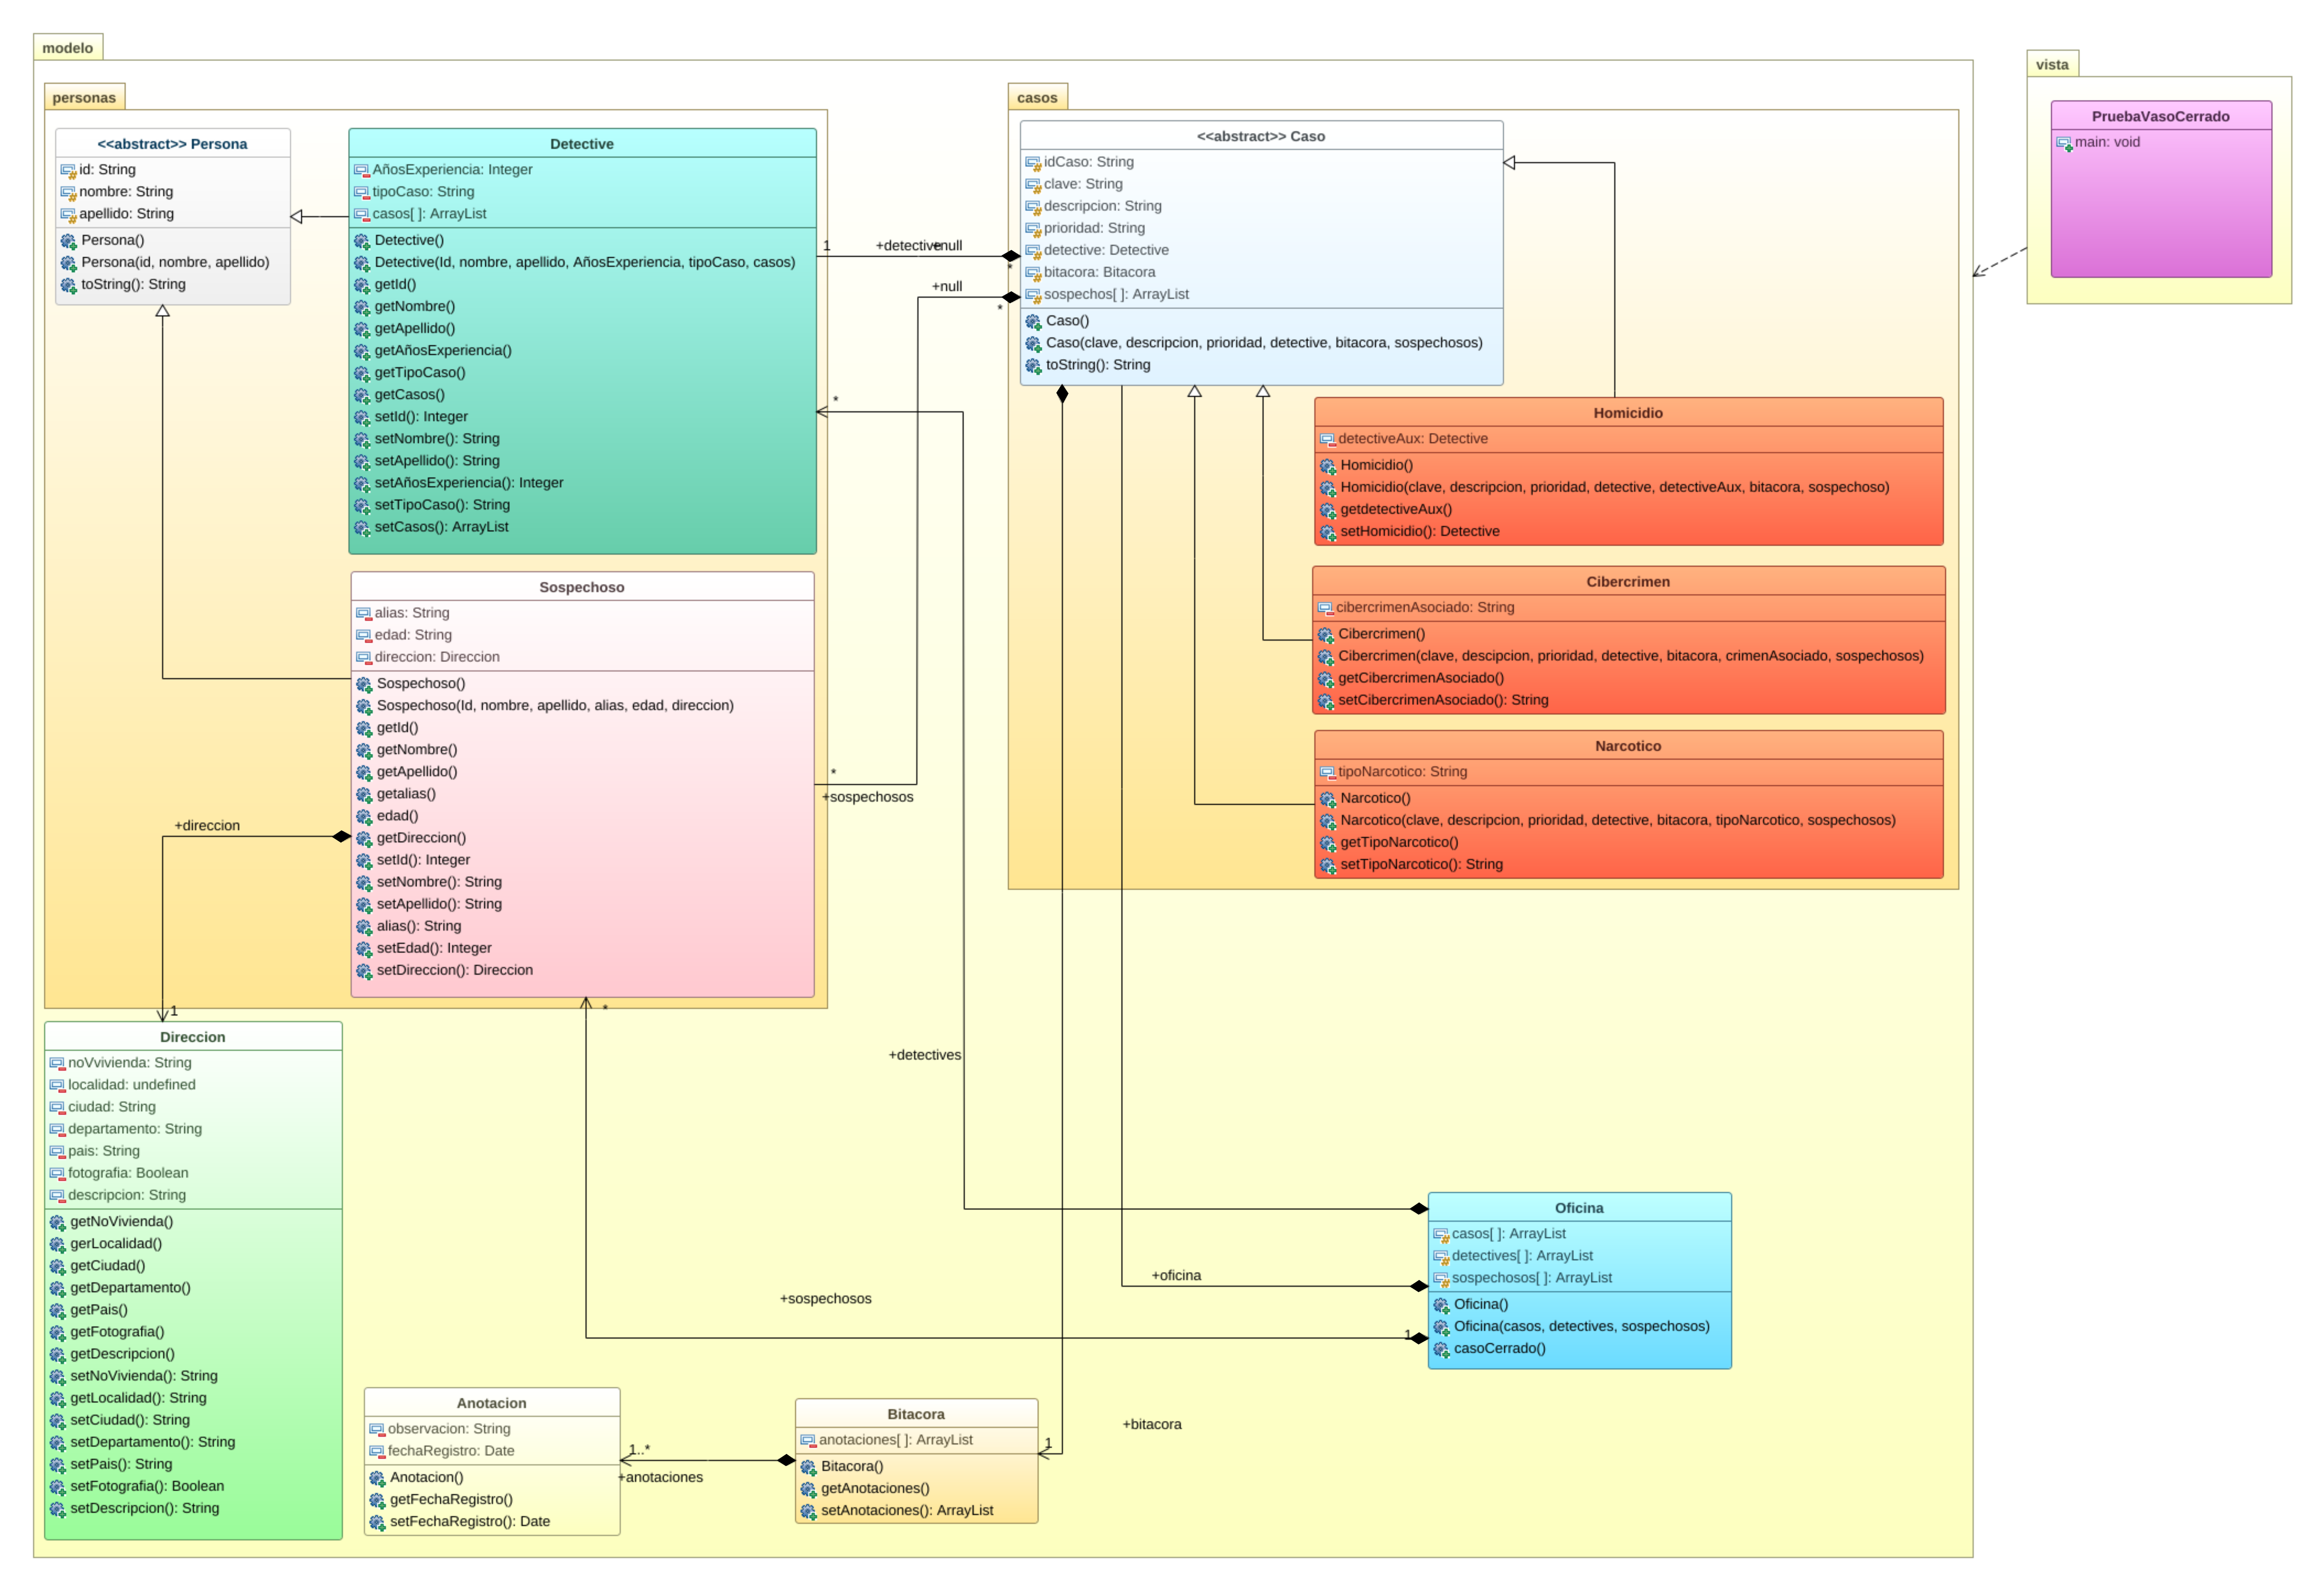 modelo
personas
<<abstract>> Persona
id: String
nombre: String
apellido: String
Persona()
Persona(id, nombre, apellido)
toString(): String
Detective
AñosExperiencia: Integer
tipoCaso: String
casos[ ]: ArrayList
Detective()
Detective(Id, nombre, apellido, AñosExperiencia, tipoCaso, casos)
getId()
getNombre()
getApellido()
getAñosExperiencia()
getTipoCaso()
getCasos()
setId(): Integer
setNombre(): String
setApellido(): String
setAñosExperiencia(): Integer
setTipoCaso(): String
setCasos(): ArrayList
Sospechoso
alias: String
edad: String
direccion: Direccion
Sospechoso()
Sospechoso(Id, nombre, apellido, alias, edad, direccion)
getId()
getNombre()
getApellido()
getalias()
edad()
getDireccion()
setId(): Integer
setNombre(): String
setApellido(): String
alias(): String
setEdad(): Integer
setDireccion(): Direccion
+direccion
1
1
+detective
+null
*
+null
*
*
*
+sospechosos
*
casos
<<abstract>> Caso
idCaso: String
clave: String
descripcion: String
prioridad: String
detective: Detective
bitacora: Bitacora
sospechos[ ]: ArrayList
Caso()
Caso(clave, descripcion, prioridad, detective, bitacora, sospechosos)
toString(): String
Homicidio
detectiveAux: Detective
Homicidio()
Homicidio(clave, descripcion, prioridad, detective, detectiveAux, bitacora, sospechoso)
getdetectiveAux()
setHomicidio(): Detective
Cibercrimen
cibercrimenAsociado: String
Cibercrimen()
Cibercrimen(clave, descipcion, prioridad, detective, bitacora, crimenAsociado, sospechosos)
getCibercrimenAsociado()
setCibercrimenAsociado(): String
Narcotico
tipoNarcotico: String
Narcotico()
Narcotico(clave, descripcion, prioridad, detective, bitacora, tipoNarcotico, sospechosos)
getTipoNarcotico()
setTipoNarcotico(): String
vista
PruebaVasoCerrado
main: void
Direccion
noVvivienda: String
localidad: undefined
ciudad: String
departamento: String
pais: String
fotografia: Boolean
descripcion: String
getNoVivienda()
gerLocalidad()
getCiudad()
getDepartamento()
getPais()
getFotografia()
getDescripcion()
setNoVivienda(): String
getLocalidad(): String
setCiudad(): String
setDepartamento(): String
setPais(): String
setFotografia(): Boolean
setDescripcion(): String
+detectives
+oficina
+sospechosos
1
Oficina
casos[ ]: ArrayList
detectives[ ]: ArrayList
sospechosos[ ]: ArrayList
Oficina()
Oficina(casos, detectives, sospechosos)
casoCerrado()
Anotacion
observacion: String
fechaRegistro: Date
Anotacion()
getFechaRegistro()
setFechaRegistro(): Date
1..*
+anotaciones
Bitacora
anotaciones[ ]: ArrayList
Bitacora()
getAnotaciones()
setAnotaciones(): ArrayList
1
+bitacora